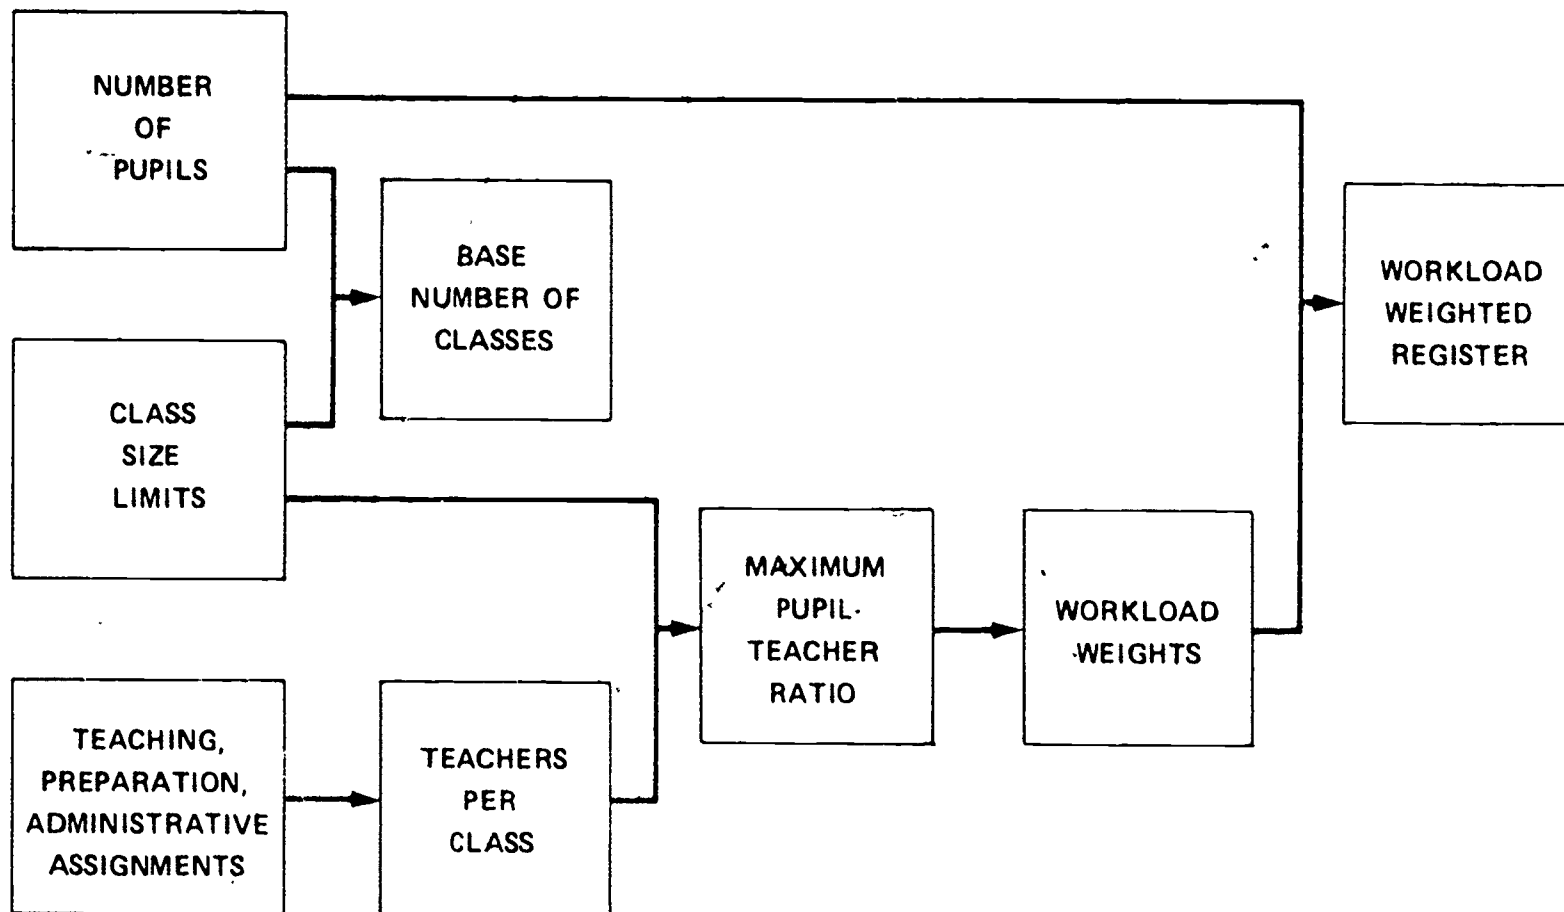 NUMBER
OF
PUPILS
BASE
NUMBER OF
CLASSES
WORKLOAD
WEIGHTED
REGISTER
CLASS
SIZE
LIMITS
MAXIMUM
PUPIL-
TEACHER
RATIO
WORKLOAD
WEIGHTS
TEACHING,
PREPARATION,
ADMINISTRATIVE
ASSIGNMENTS
TEACHERS
PER
CLASS